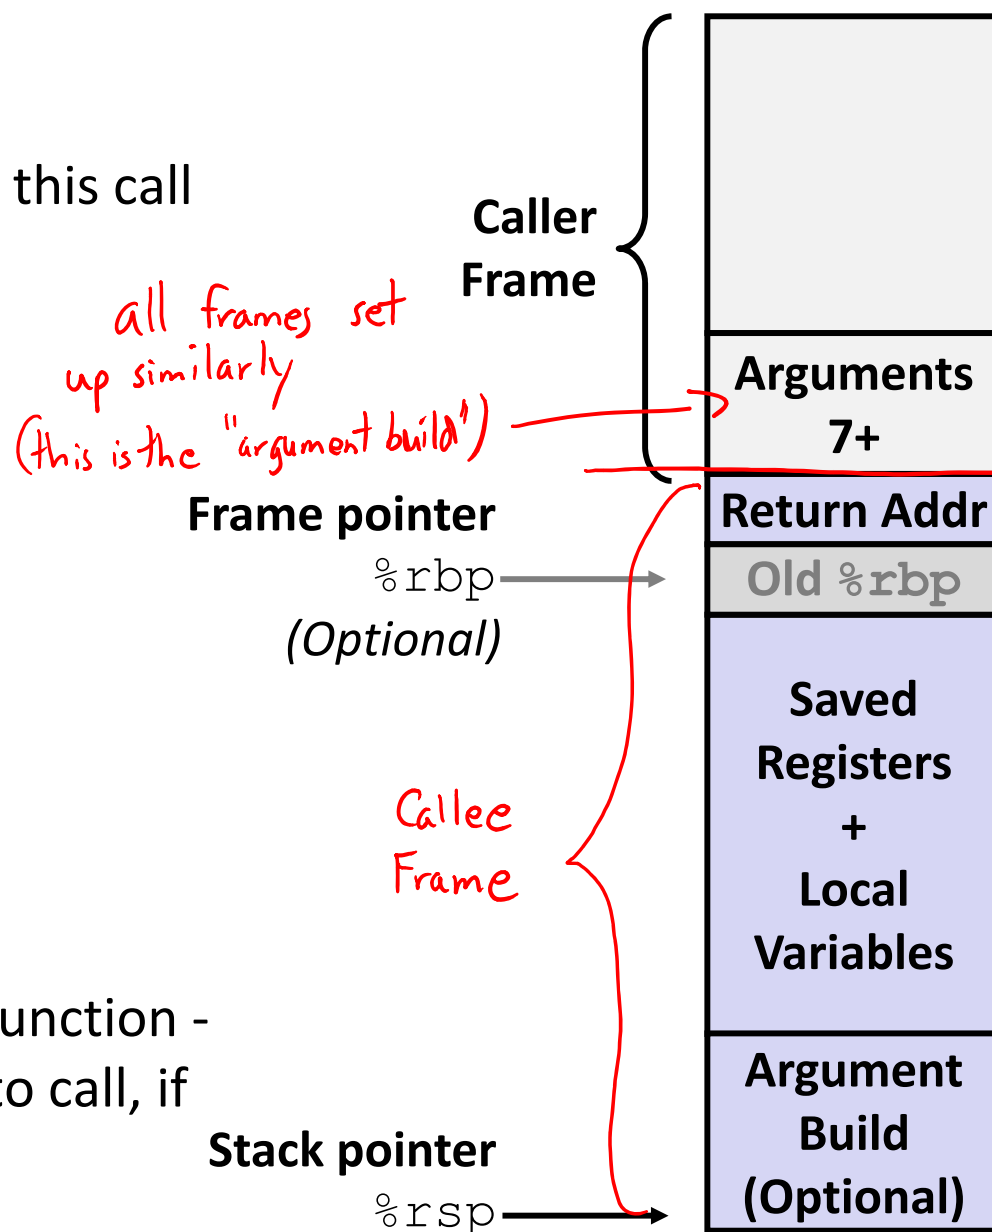 this call
Caller
Frame
all frames set
up similarly
(this is the "argument build")
Arguments
7+
Return Addr
Frame pointer
%rbp
(Optional)
Old %rbp
Saved
Registers
+
Local
Variables
Callee
Frame
unction -
to call, if
Argument
Build
(Optional)
Stack pointer
%rsp